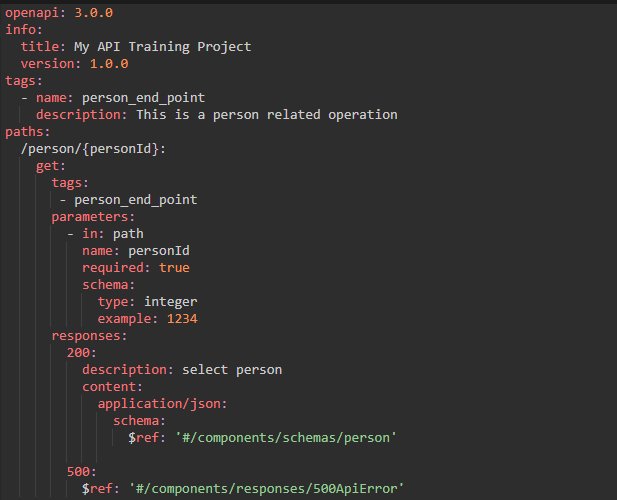 openapi: 3.0.0
info:
  title: My API Training Project
  version: 1.0.0
tags:
  - name: person_end_point
    description: This is a person related operation
paths:
  /person/{personId}:
    get:
      tags:
       - person_end_point
      parameters:
        - in: path
          name: personId
          required: true
          schema:
            type: integer
            example: 1234
      responses:
        200:
          description: select person
          content:
            application/json:
              schema:
                $ref: '#/components/schemas/person'
        500:
          $ref: '#/components/responses/500ApiError'